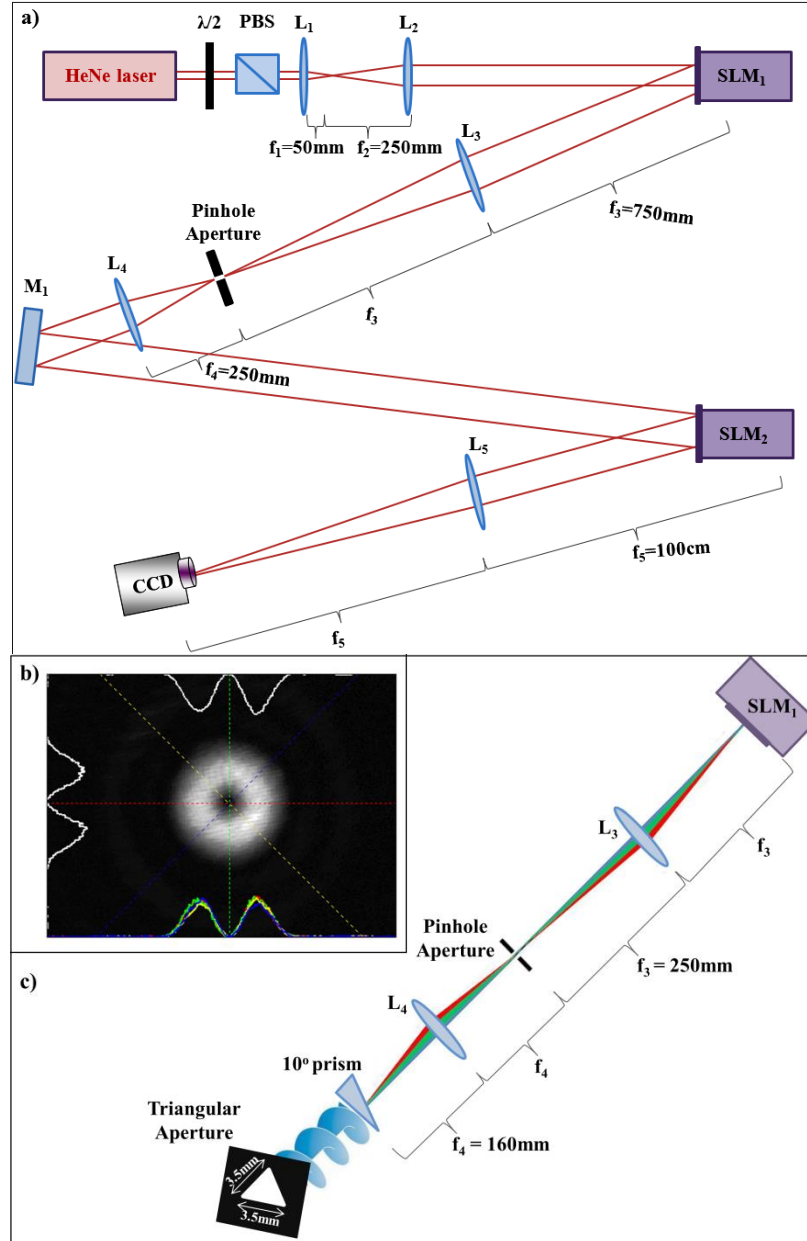 a)
λ/2
PBS
L₁
L₂
HeNe laser
SLM₁
f₁=50mm
f₂=250mm
L₃
f₃=750mm
Pinhole
Aperture
L₄
M₁
f₃
f₄=250mm
SLM₂
L₅
f₅=100cm
CCD
f₅
b)
SLM₁
L₃
f₃
Pinhole
Aperture
f₃ = 250mm
c)
L₄
f₄
10° prism
Triangular
Aperture
f₄ = 160mm
3.5mm
3.5mm